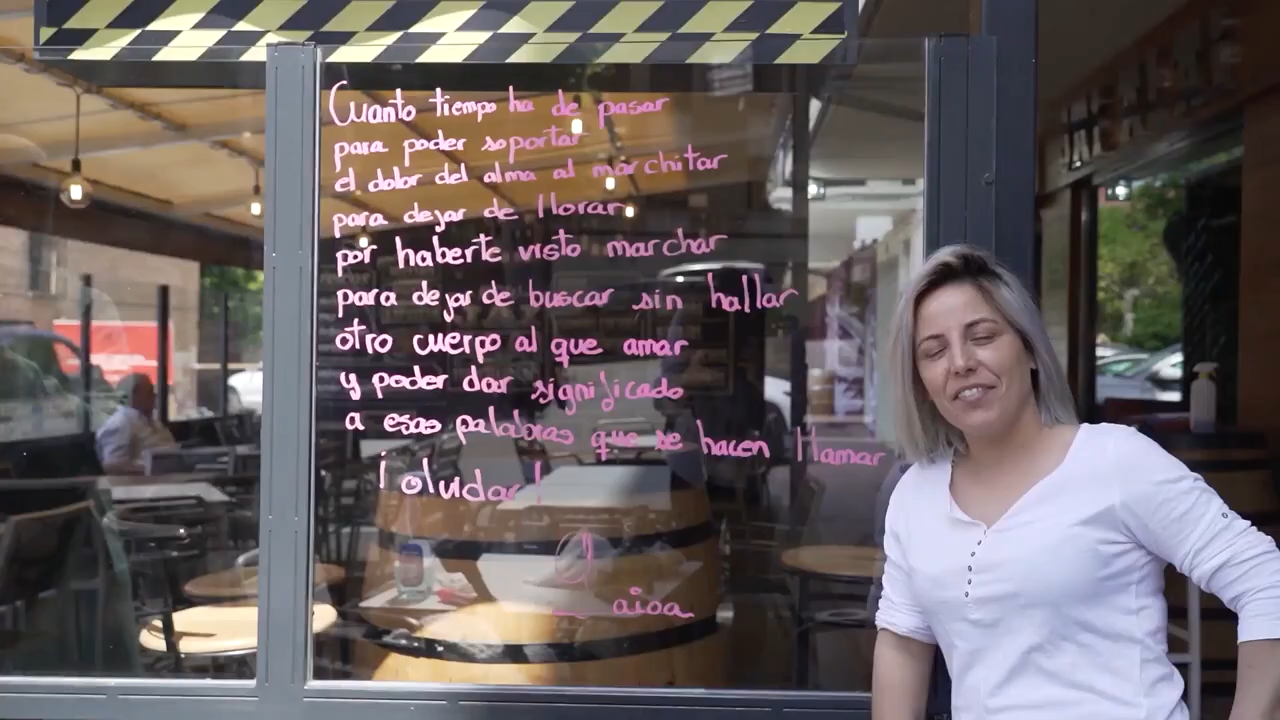 Cuanto tiempo ha de pasar
para poder soportar
el dolor del alma al marchitar
para dejar de llorar
por haberte visto marchar
para dejar de buscar sin hallar
otro cuerpo al que amar
y poder dar significado
a esas palabras que se hacen llamar
¡olvidar!
aioa